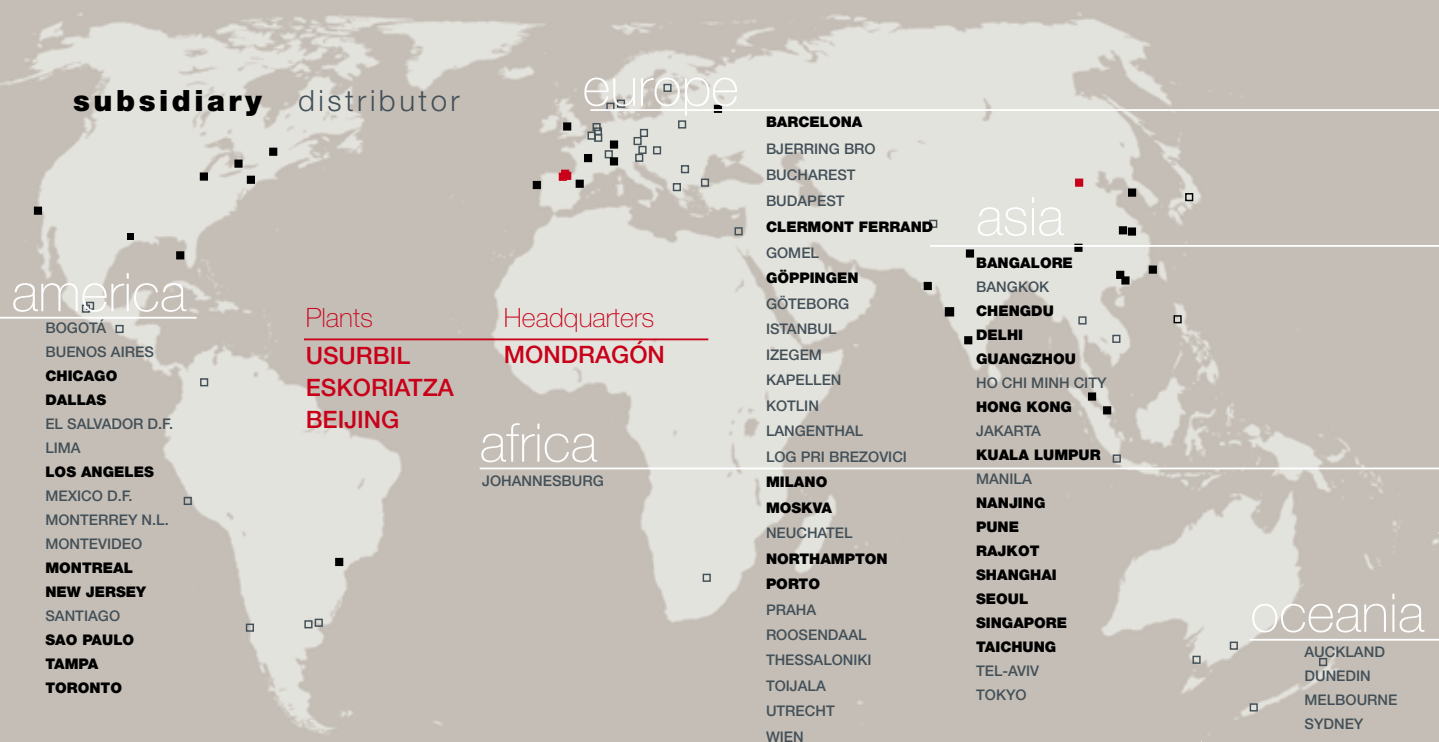 subsidiary distributor
europe
BARCELONA
BJERRING BRO
BUCHAREST
BUDAPEST
CLERMONT FERRAND
GOMEL
GÖPPINGEN
GÖTEBORG
ISTANBUL
IZEGEM
KAPELLEN
KOTLIN
LANGENTHAL
LOG PRI BREZOVICI
MILANO
MOSKVA
NEUCHATEL
NORTHAMPTON
PORTO
PRAHA
ROOSENDAAL
THESSALONIKI
TOIJALA
UTRECHT
WIEN
asia
BANGALORE
BANGKOK
CHENGDU
DELHI
GUANGZHOU
HO CHI MINH CITY
HONG KONG
JAKARTA
KUALA LUMPUR
MANILA
NANJING
PUNE
RAJKOT
SHANGHAI
SEOUL
SINGAPORE
TAICHUNG
TEL-AVIV
TOKYO
america
BOGOTÁ
BUENOS AIRES
CHICAGO
DALLAS
EL SALVADOR D.F.
LIMA
LOS ANGELES
MEXICO D.F.
MONTERREY N.L.
MONTEVIDEO
MONTREAL
NEW JERSEY
SANTIAGO
SAO PAULO
TAMPA
TORONTO
Plants
USURBIL
ESKORIATZA
BEIJING
Headquarters
MONDRAGÓN
africa
JOHANNESBURG
oceania
AUCKLAND
DUNEDIN
MELBOURNE
SYDNEY